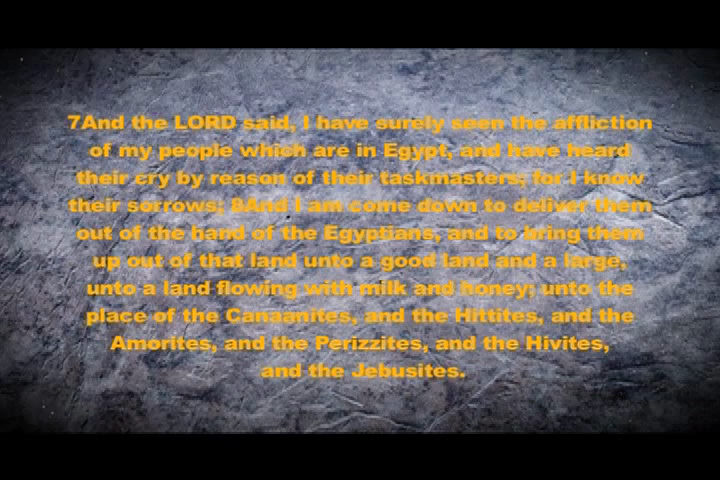 7And the LORD said, I have surely seen the affliction
of my people which are in Egypt, and have heard
their cry by reason of their taskmasters; for I know
their sorrows; 8And I am come down to deliver them
out of the hand of the Egyptians, and to bring them
up out of that land unto a good land and a large,
unto a land flowing with milk and honey; unto the
place of the Canaanites, and the Hittites, and the
Amorites, and the Perizzites, and the Hivites,
and the Jebusites.